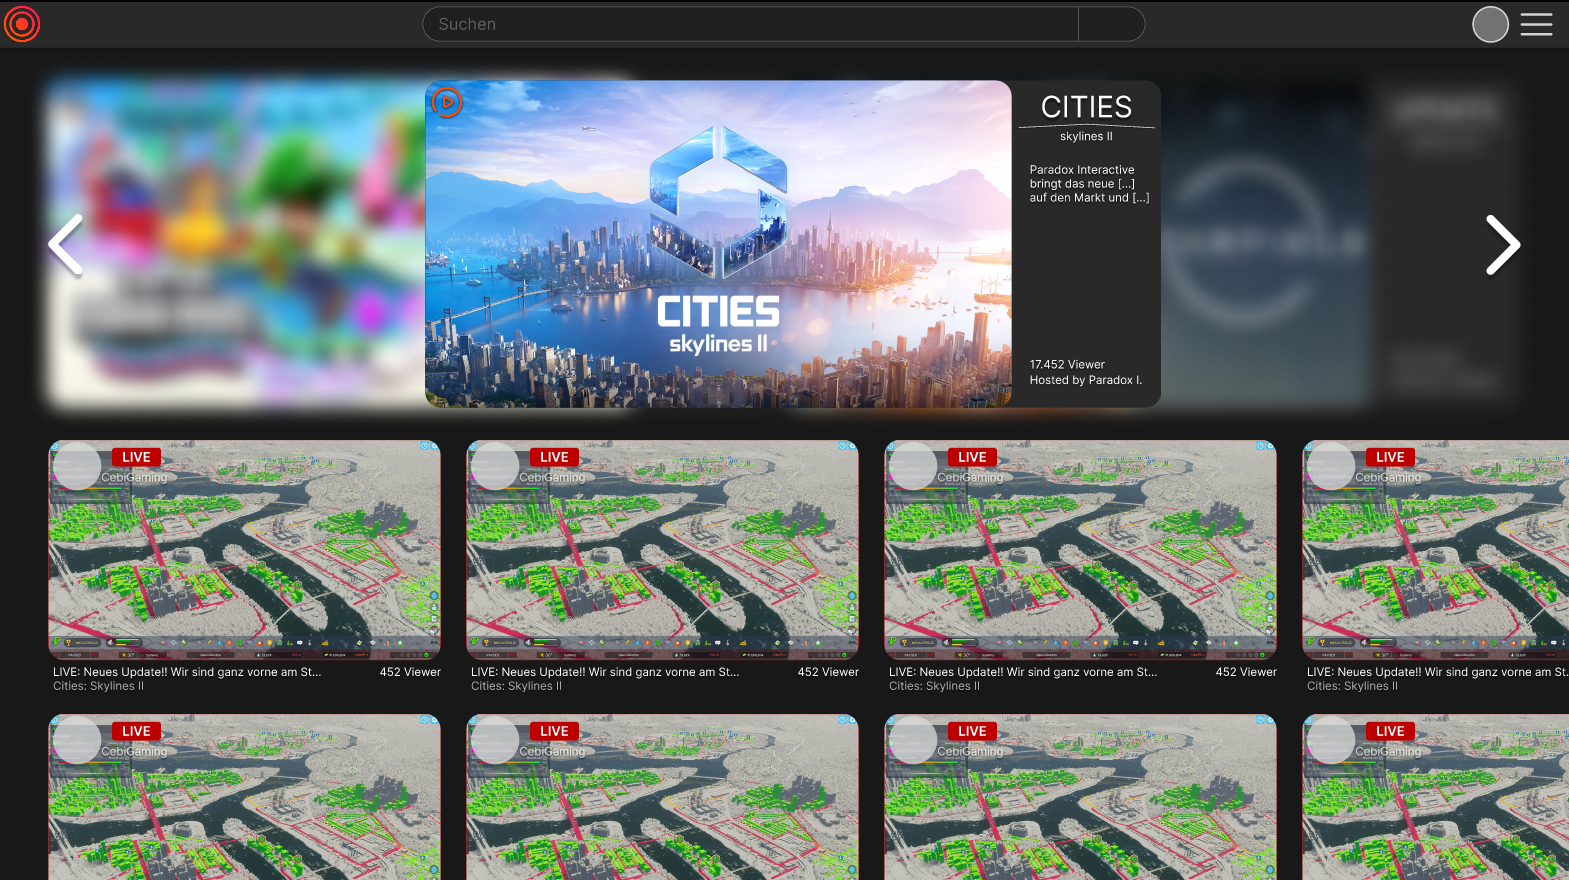 Suchen
CITIES
skylines II
CITIES
skylines II
Paradox Interactive
bringt das neue [...]
auf den Markt und [...]
17.452 Viewer
Hosted by Paradox I.
LIVE
CebiGaming
LIVE
CebiGaming
LIVE
CebiGaming
LIVE
CebiGaming
LIVE: Neues Update!! Wir sind ganz vorne am St...
452 Viewer
Cities: Skylines II
LIVE: Neues Update!! Wir sind ganz vorne am St...
452 Viewer
Cities: Skylines II
LIVE: Neues Update!! Wir sind ganz vorne am St...
452 Viewer
Cities: Skylines II
LIVE: Neues Update!! Wir sind ganz vorne am St.
Cities: Skylines II
LIVE
CebiGaming
LIVE
CebiGaming
LIVE
CebiGaming
LIVE
CebiGaming